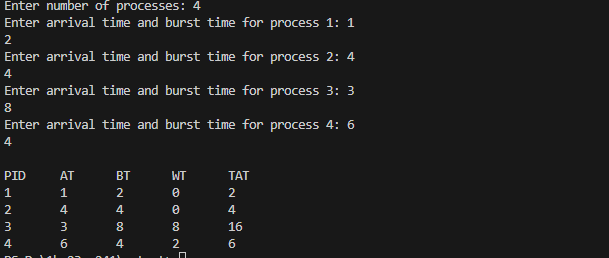 Enter number of processes: 4
Enter arrival time and burst time for process 1: 1
2
Enter arrival time and burst time for process 2: 4
4
Enter arrival time and burst time for process 3: 3
8
Enter arrival time and burst time for process 4: 6
4
PID AT BT WT TAT
1 1 2 0 2
2 4 4 0 4
3 3 8 8 16
4 6 4 2 6